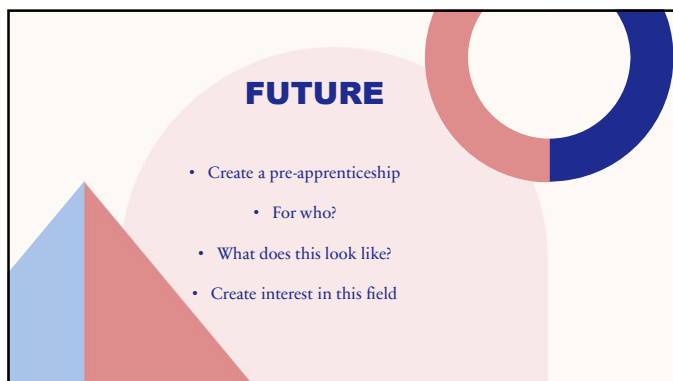 FUTURE
• Create a pre-apprenticeship
• For who?
• What does this look like?
• Create interest in this field